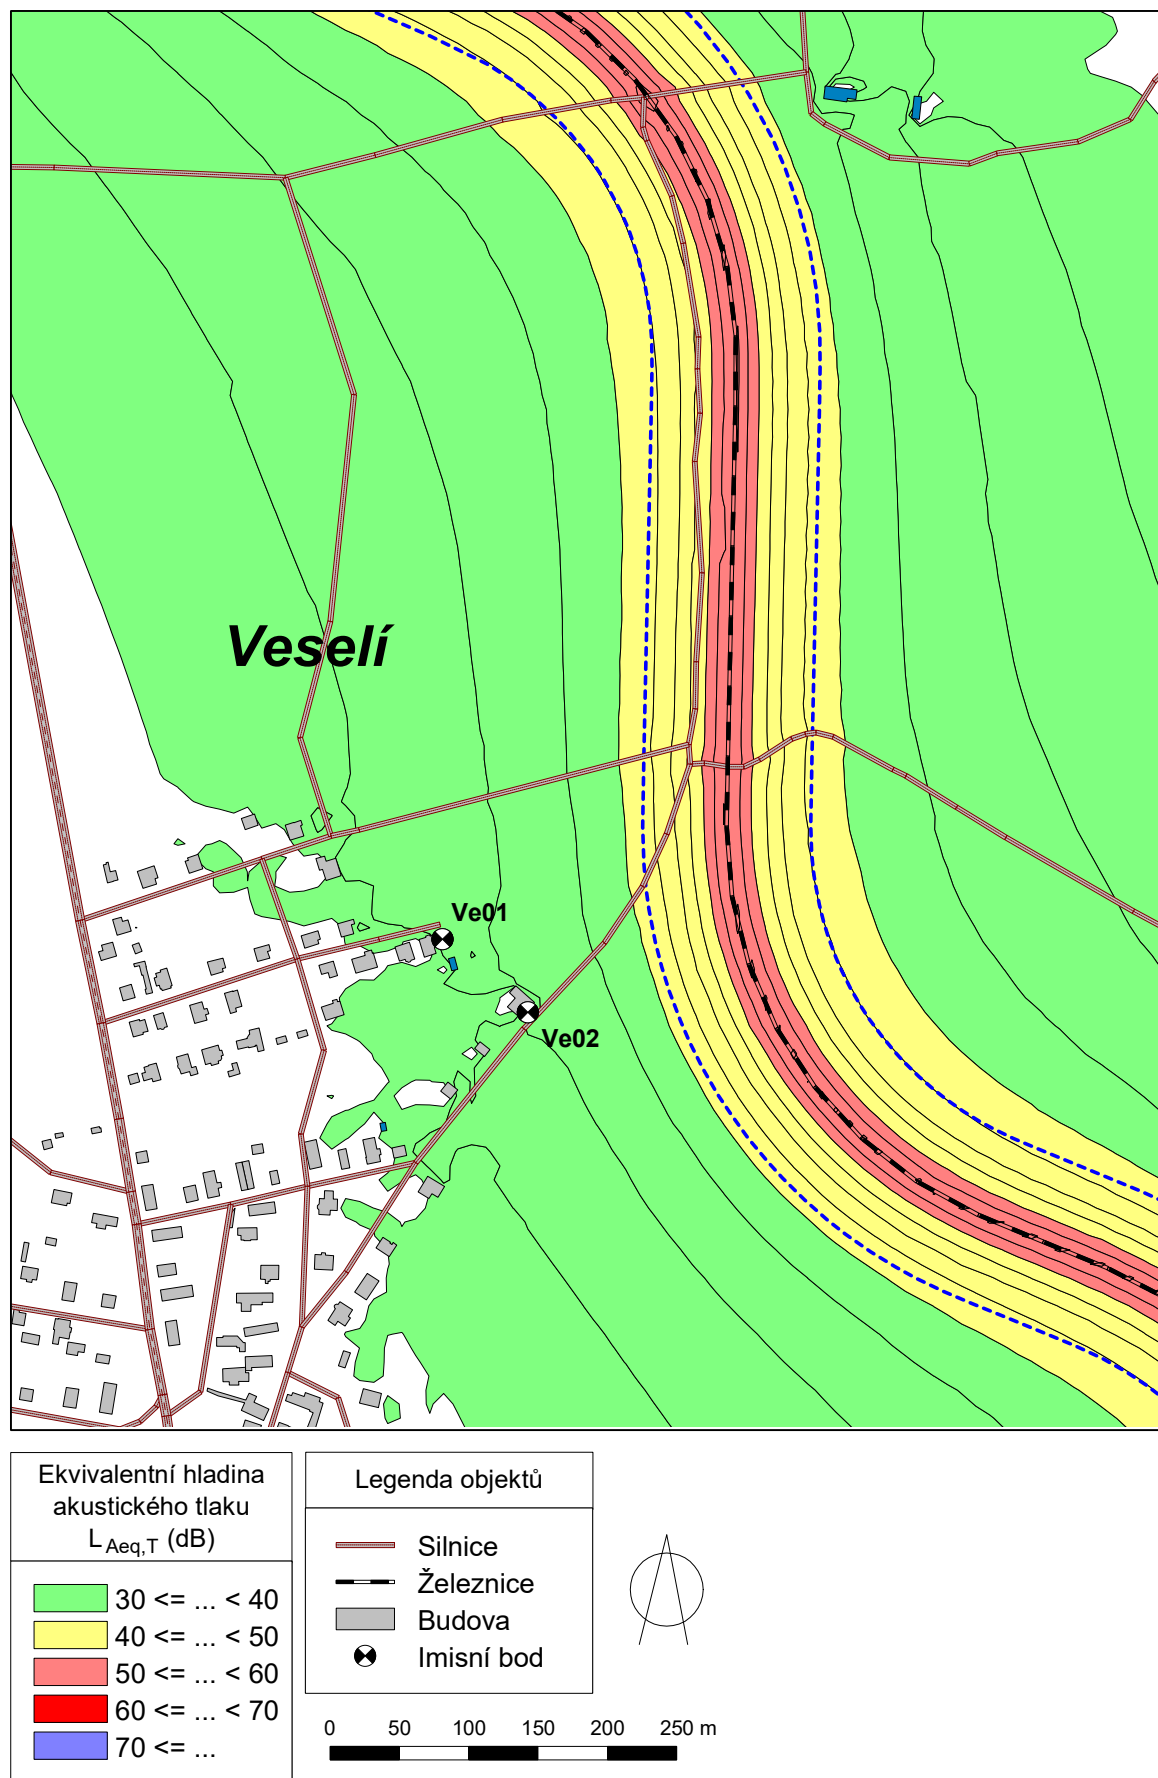 Veselí
Ve01
Ve02
Ekvivalentní hladina
akustického tlaku
L Aeq,T (dB)
30 <= ... < 40
40 <= ... < 50
50 <= ... < 60
60 <= ... < 70
70 <= ...
Legenda objektů
Silnice
Železnice
Budova
Imisní bod
0 50 100 150 200 250 m